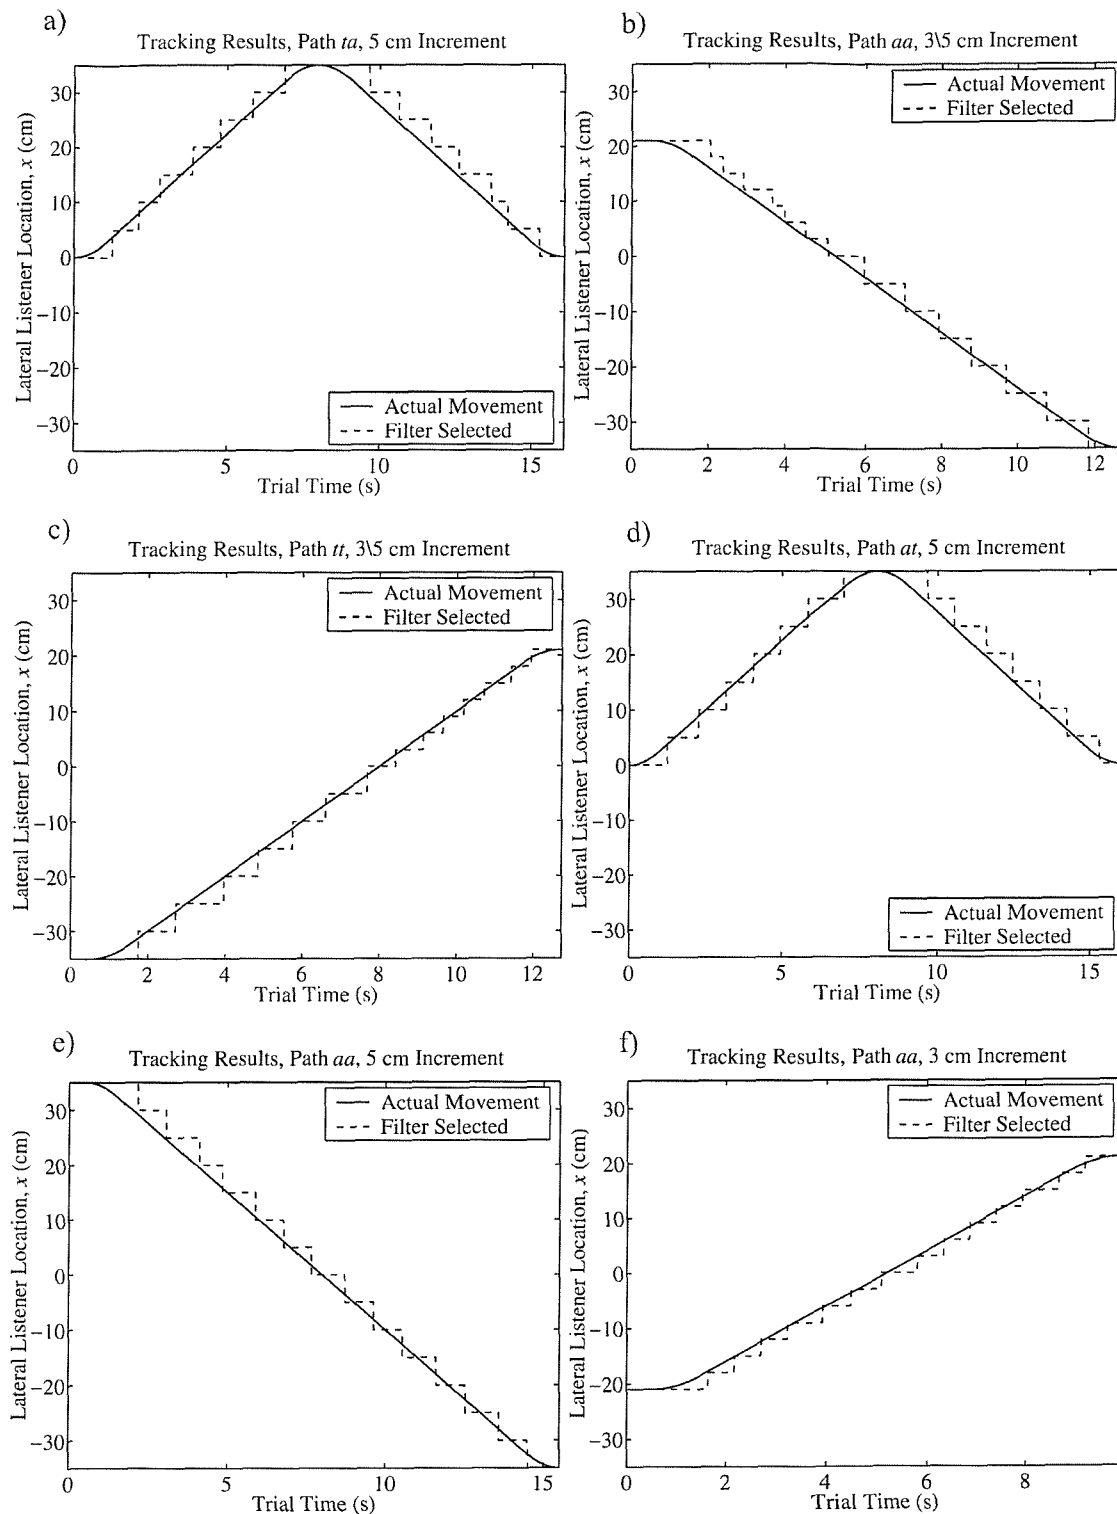 a)
Tracking Results, Path ta, 5 cm Increment
Lateral Listener Location, x (cm)
30
20
10
0
−10
−20
−30
Actual Movement
Filter Selected
0 5 10 15
Trial Time (s)
b)
Tracking Results, Path aa, 3\5 cm Increment
Lateral Listener Location, x (cm)
30
20
10
0
−10
−20
−30
Actual Movement
Filter Selected
0 2 4 6 8 10 12
Trial Time (s)
c)
Tracking Results, Path tt, 3\5 cm Increment
Lateral Listener Location, x (cm)
30
20
10
0
−10
−20
−30
Actual Movement
Filter Selected
0 2 4 6 8 10 12
Trial Time (s)
d)
Tracking Results, Path at, 5 cm Increment
Lateral Listener Location, x (cm)
30
20
10
0
−10
−20
−30
Actual Movement
Filter Selected
0 5 10 15
Trial Time (s)
e)
Tracking Results, Path aa, 5 cm Increment
Lateral Listener Location, x (cm)
30
20
10
0
−10
−20
−30
Actual Movement
Filter Selected
0 5 10 15
Trial Time (s)
f)
Tracking Results, Path aa, 3 cm Increment
Lateral Listener Location, x (cm)
30
20
10
0
−10
−20
−30
Actual Movement
Filter Selected
0 2 4 6 8
Trial Time (s)